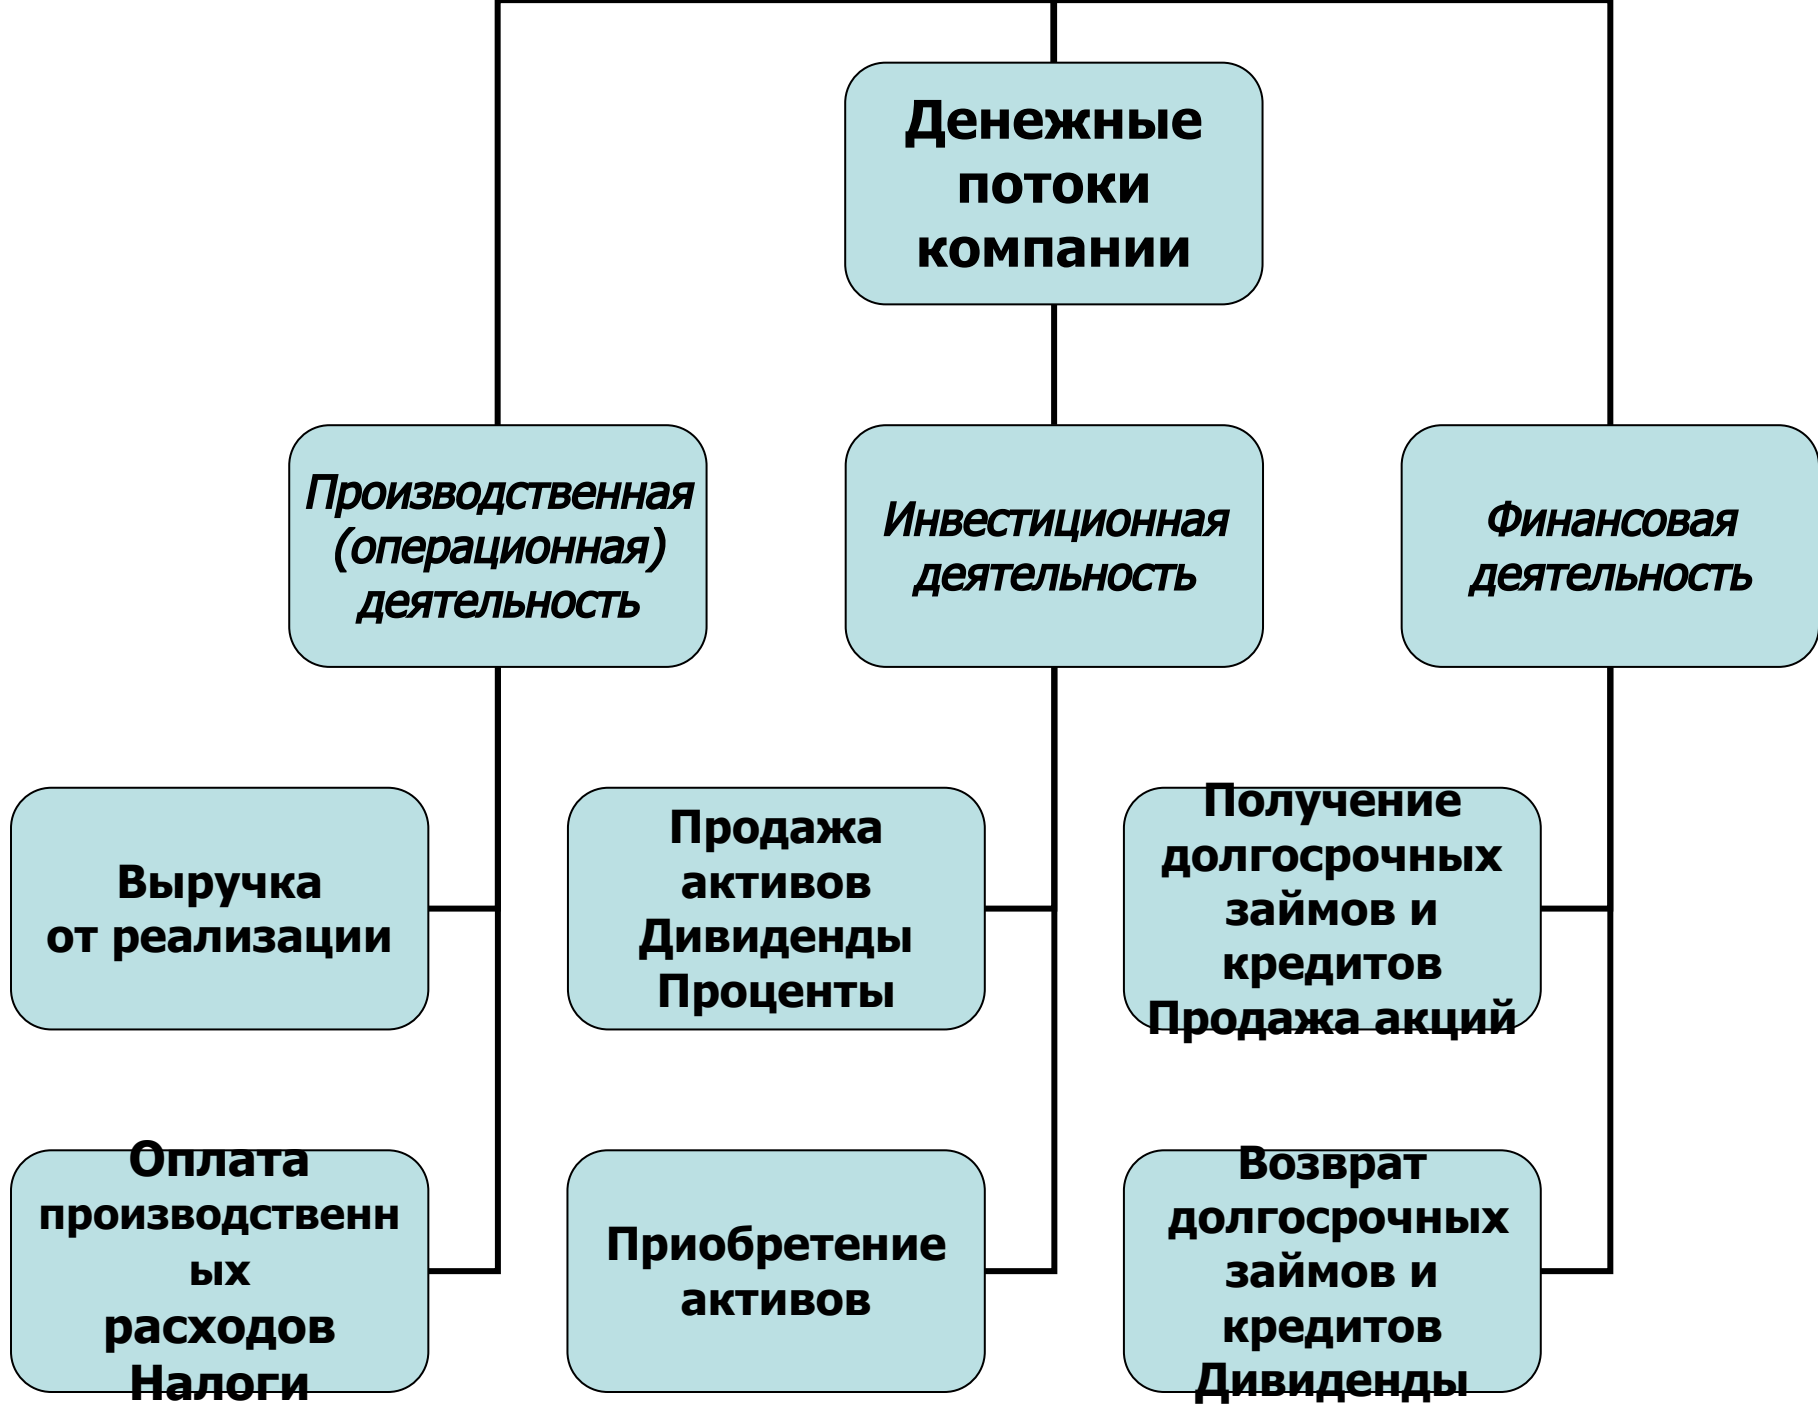 Денежные
потоки
компании
Производственная
(операционная)
деятельность
Инвестиционная
деятельность
Финансовая
деятельность
Выручка
от реализации
Продажа
активов
Дивиденды
Проценты
Получение
долгосрочных
займов и
кредитов
Продажа акций
Оплата
производственн
ых
расходов
Налоги
Приобретение
активов
Возврат
долгосрочных
займов и
кредитов
Дивиденды